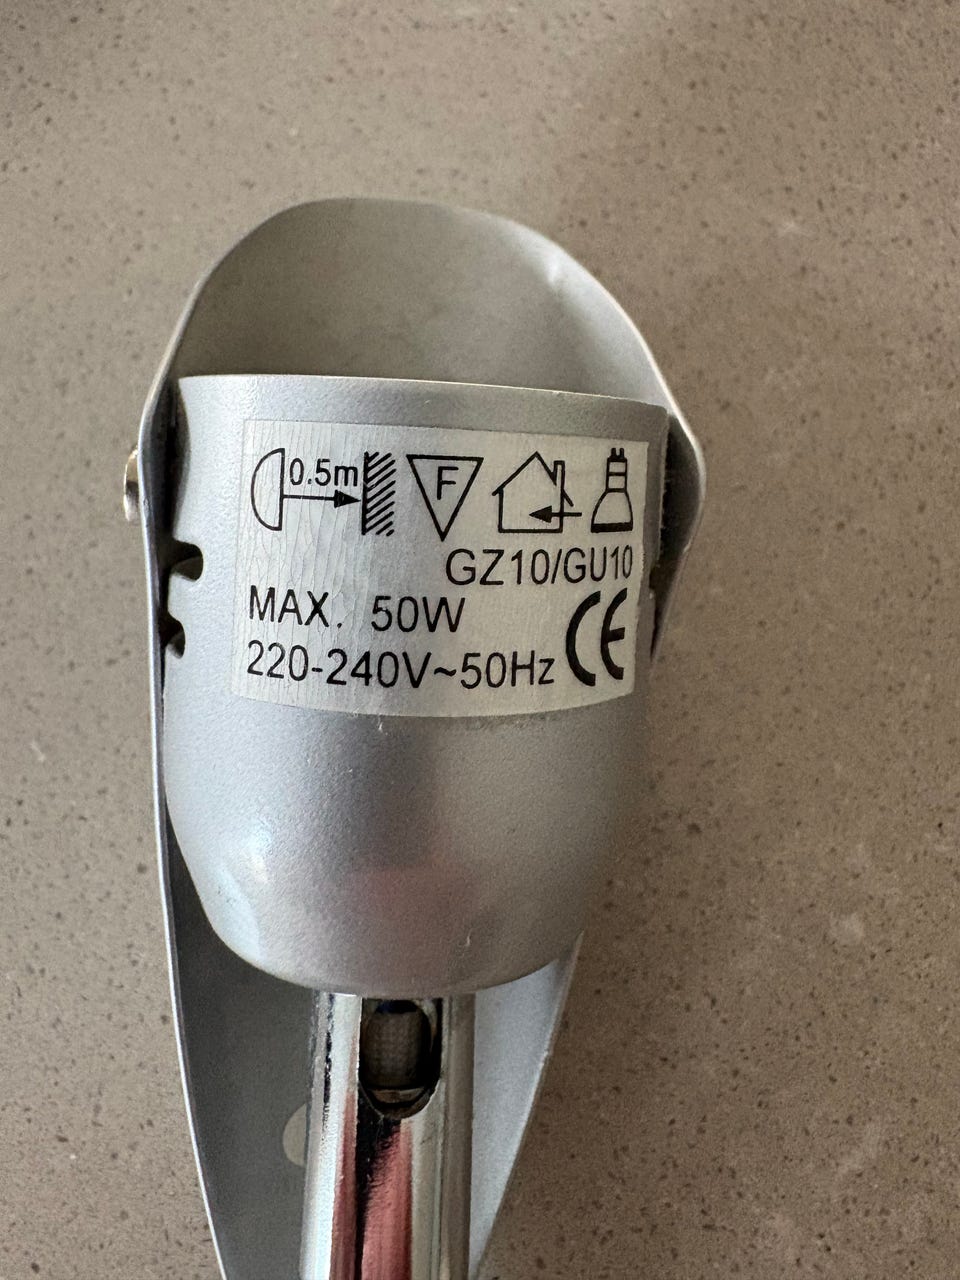 0.5m F
GZ10/GU10
MAX. 50W
220-240V~50Hz CE